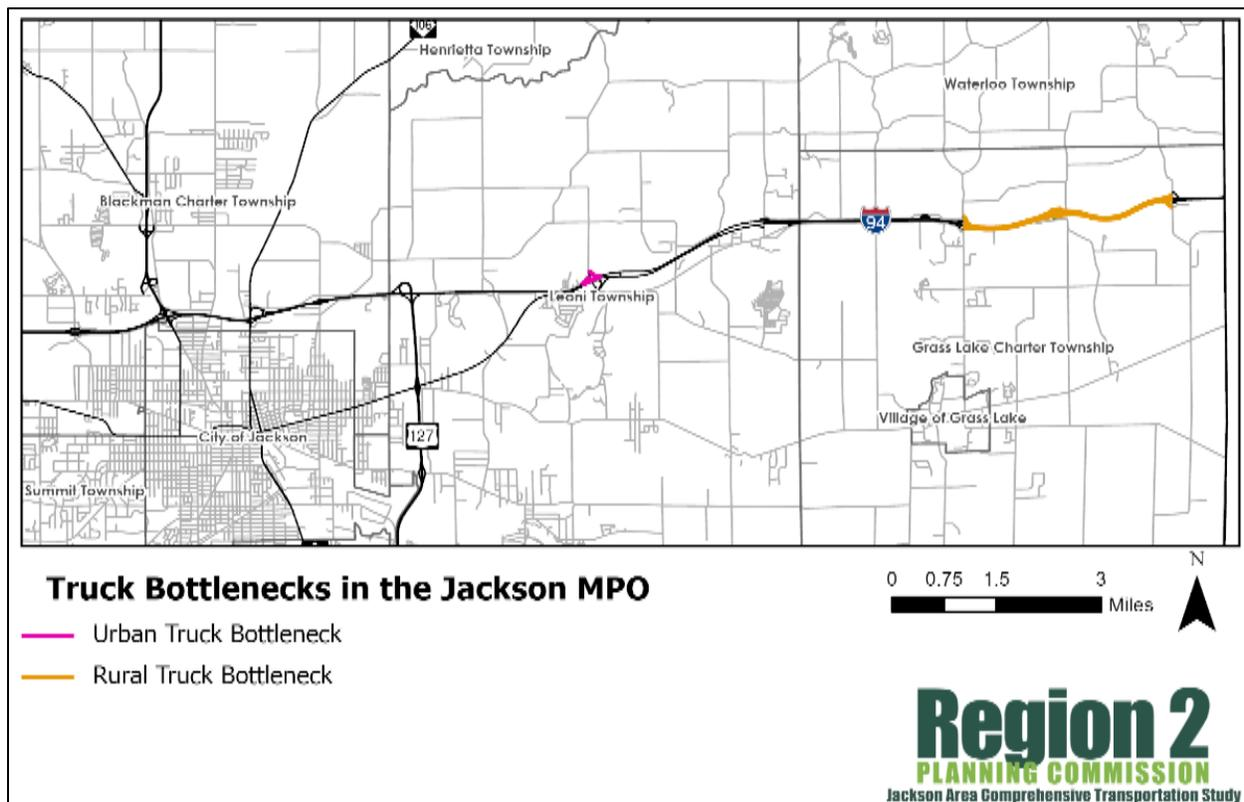 106
Henrietta Township
Waterloo Township
Blackman Charter Township
94
Leoni Township
Grass Lake Charter Township
Village of Grass Lake
127
City of Jackson
Summit Township
Truck Bottlenecks in the Jackson MPO
Urban Truck Bottleneck
Rural Truck Bottleneck
0 0.75 1.5 3
Miles
N
Region 2
PLANNING COMMISSION
Jackson Area Comprehensive Transportation Study